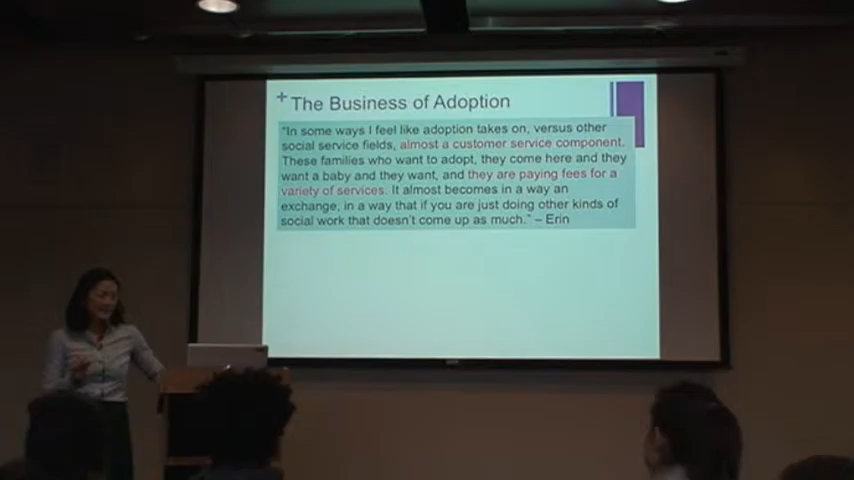 + The Business of Adoption
"In some ways I feel like adoption takes on, versus other
social service fields, almost a customer service component.
These families who want to adopt, they come here and they
want a baby and they want, and they are paying fees for a
variety of services. It almost becomes in a way an
exchange, in a way that if you are just doing other kinds of
social work that doesn't come up as much." – Erin